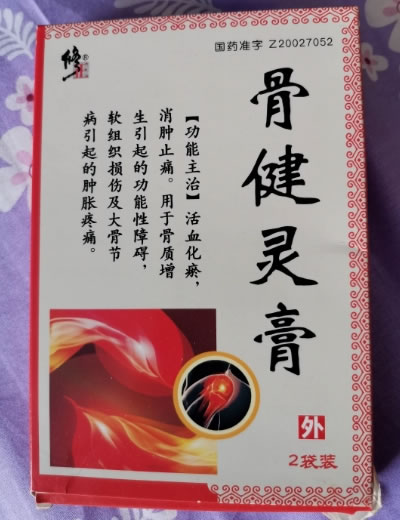 修正
国药准字 Z20027052
骨健灵膏
【功能主治】活血化瘀，
消肿止痛。用于骨质增
生引起的功能性障碍，
软组织损伤及大骨节
病引起的肿胀疼痛。
外
2袋装